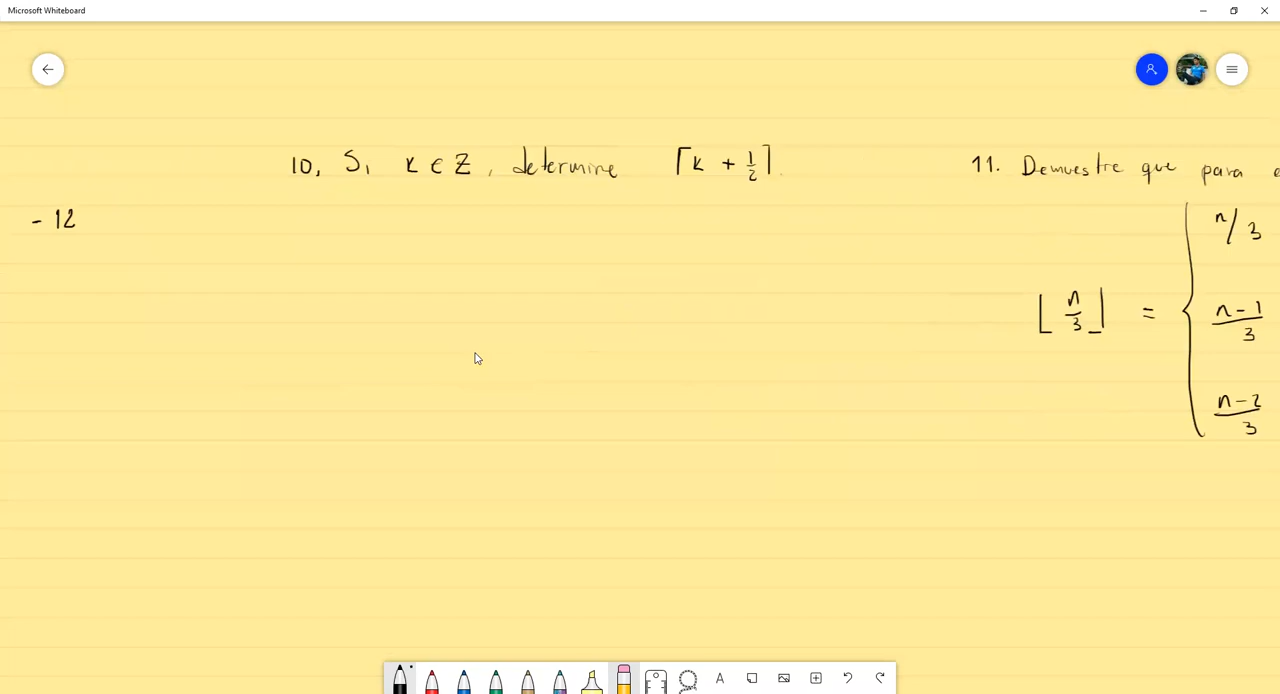 Microsoft Whiteboard
10, Si k ∈ Z, determine ⌈k + 1/2⌉.
- 12
11. Demuestre que para e
⌊n/3⌋ = { n/3
n-1/3
n-2/3